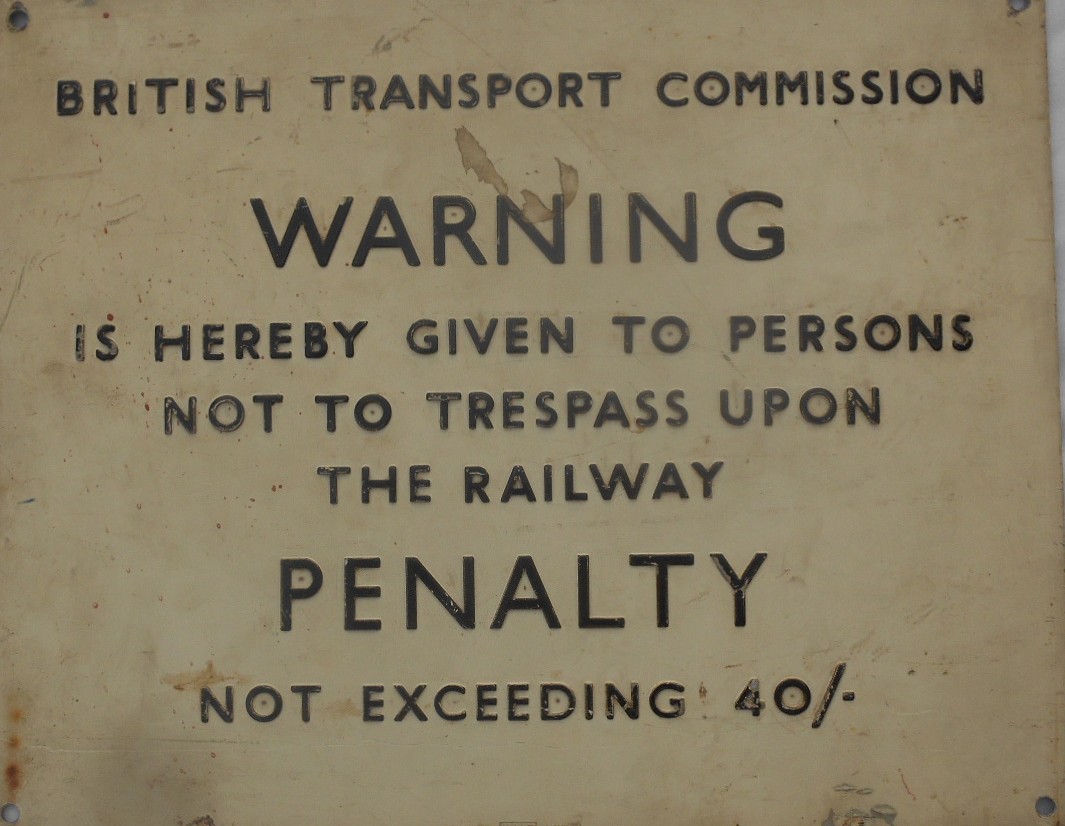 BRITISH TRANSPORT COMMISSION
WARNING
IS HEREBY GIVEN TO PERSONS
NOT TO TRESPASS UPON
THE RAILWAY
PENALTY
NOT EXCEEDING 40/-